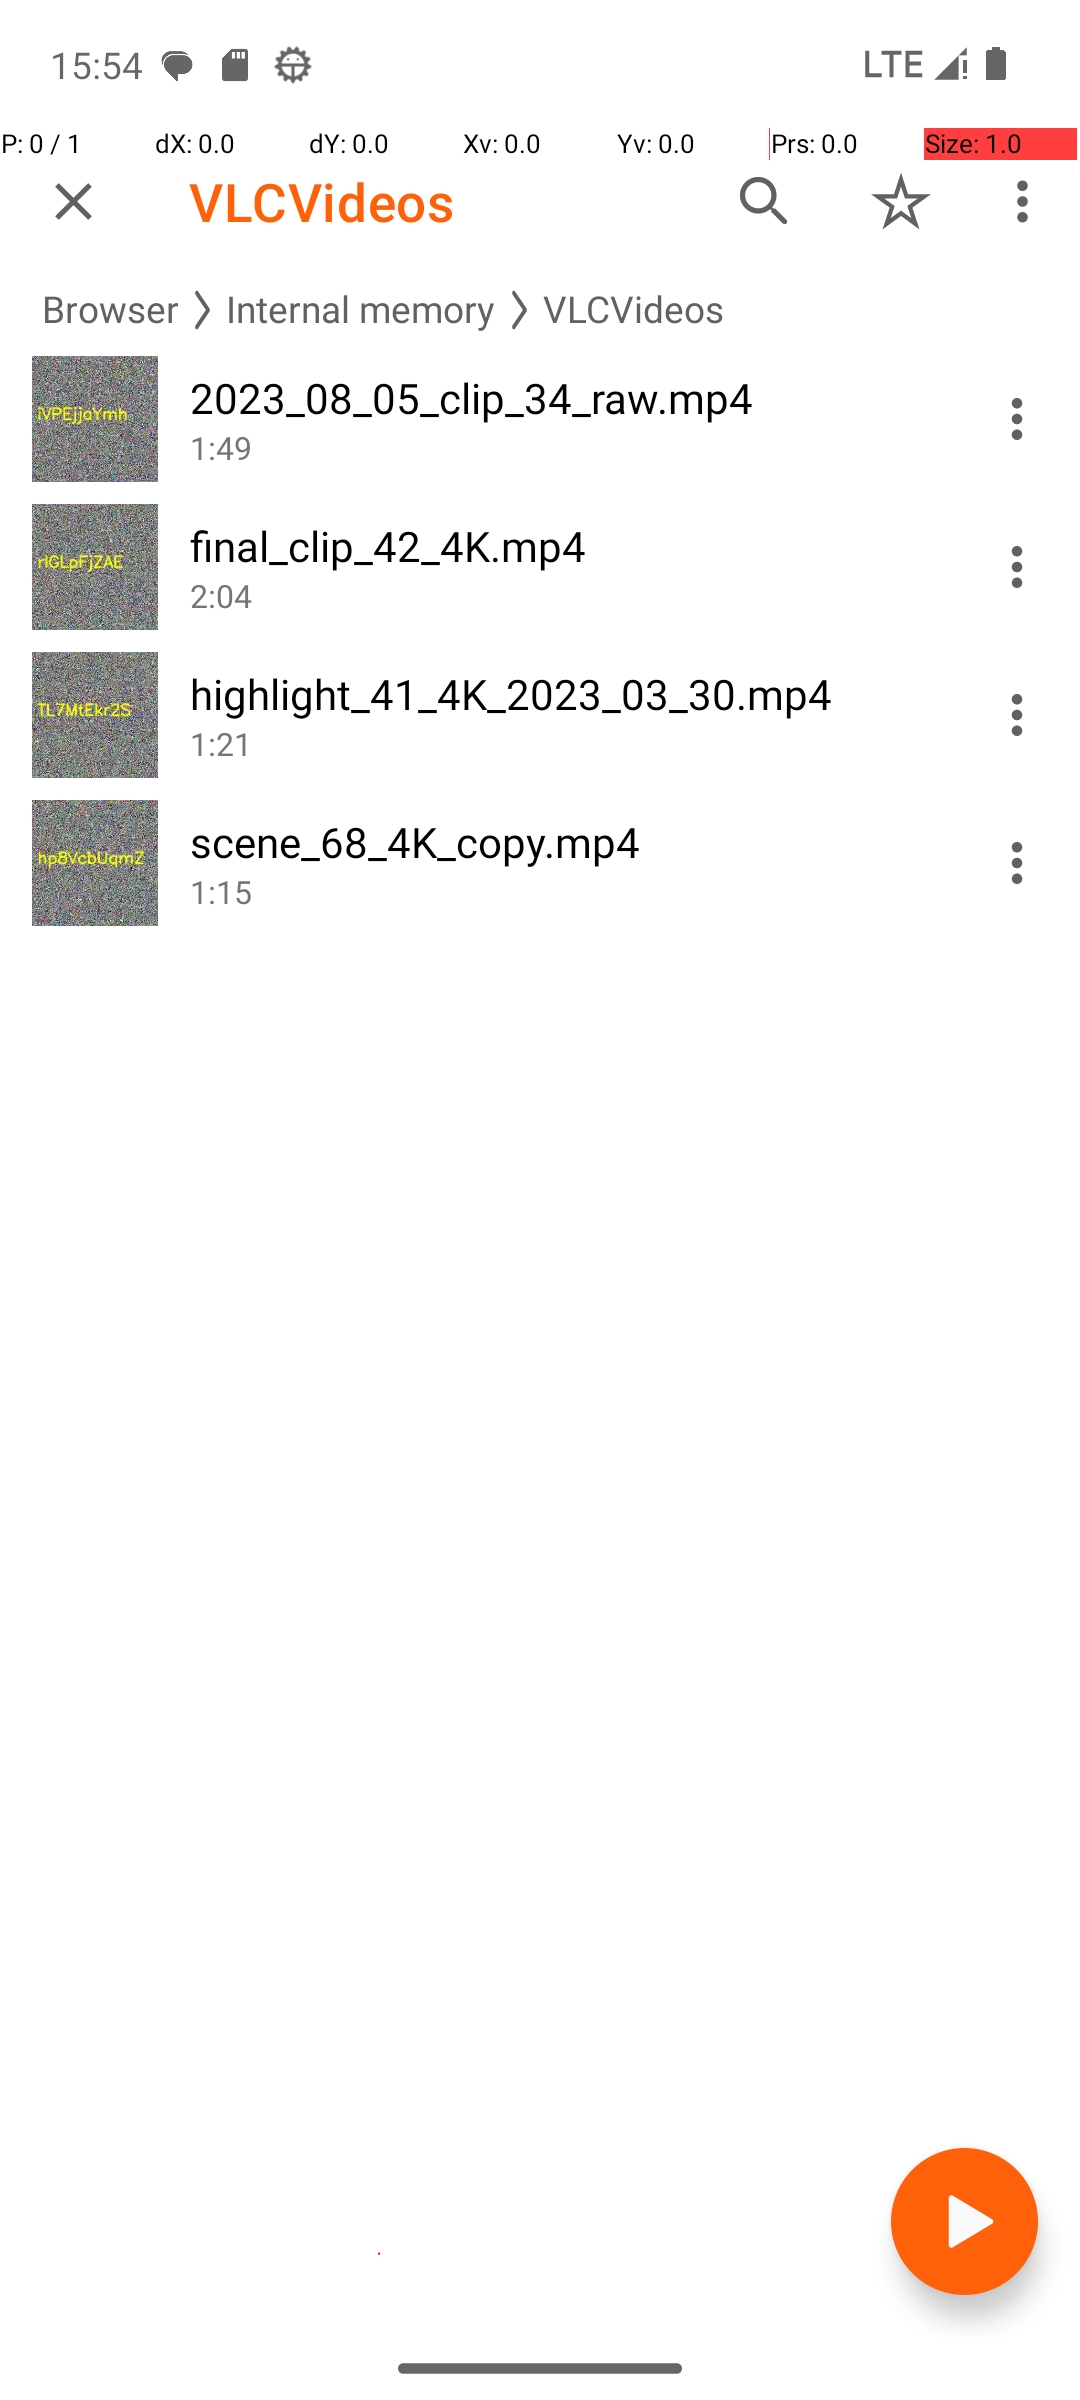 15:54
LTE
P: 0 / 1 dX: 0.0 dY: 0.0 Xv: 0.0 Yv: 0.0 Prs: 0.0 Size: 1.0
VLCVideos
Browser Internal memory VLCVideos
2023_08_05_clip_34_raw.mp4
1:49
final_clip_42_4K.mp4
2:04
TL7MtEkr2S
highlight_41_4K_2023_03_30.mp4
1:21
hp8VcbUqmZ
scene_68_4K_copy.mp4
1:15